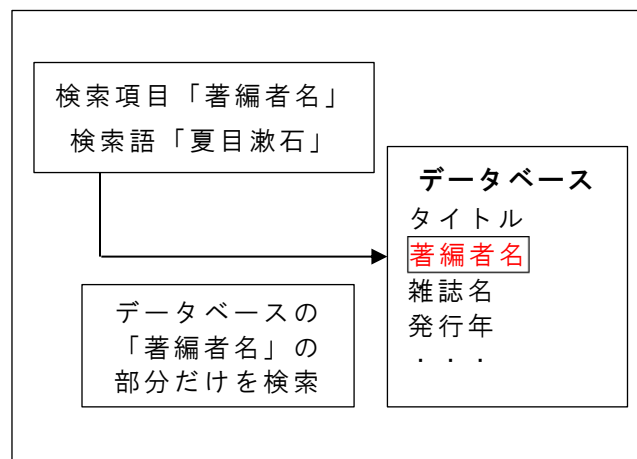 検索項目「著編者名」
検索語「夏目漱石」
データベース
タイトル
著編者名
雑誌名
発行年
・・・
データベースの
「著編者名」の
部分だけを検索